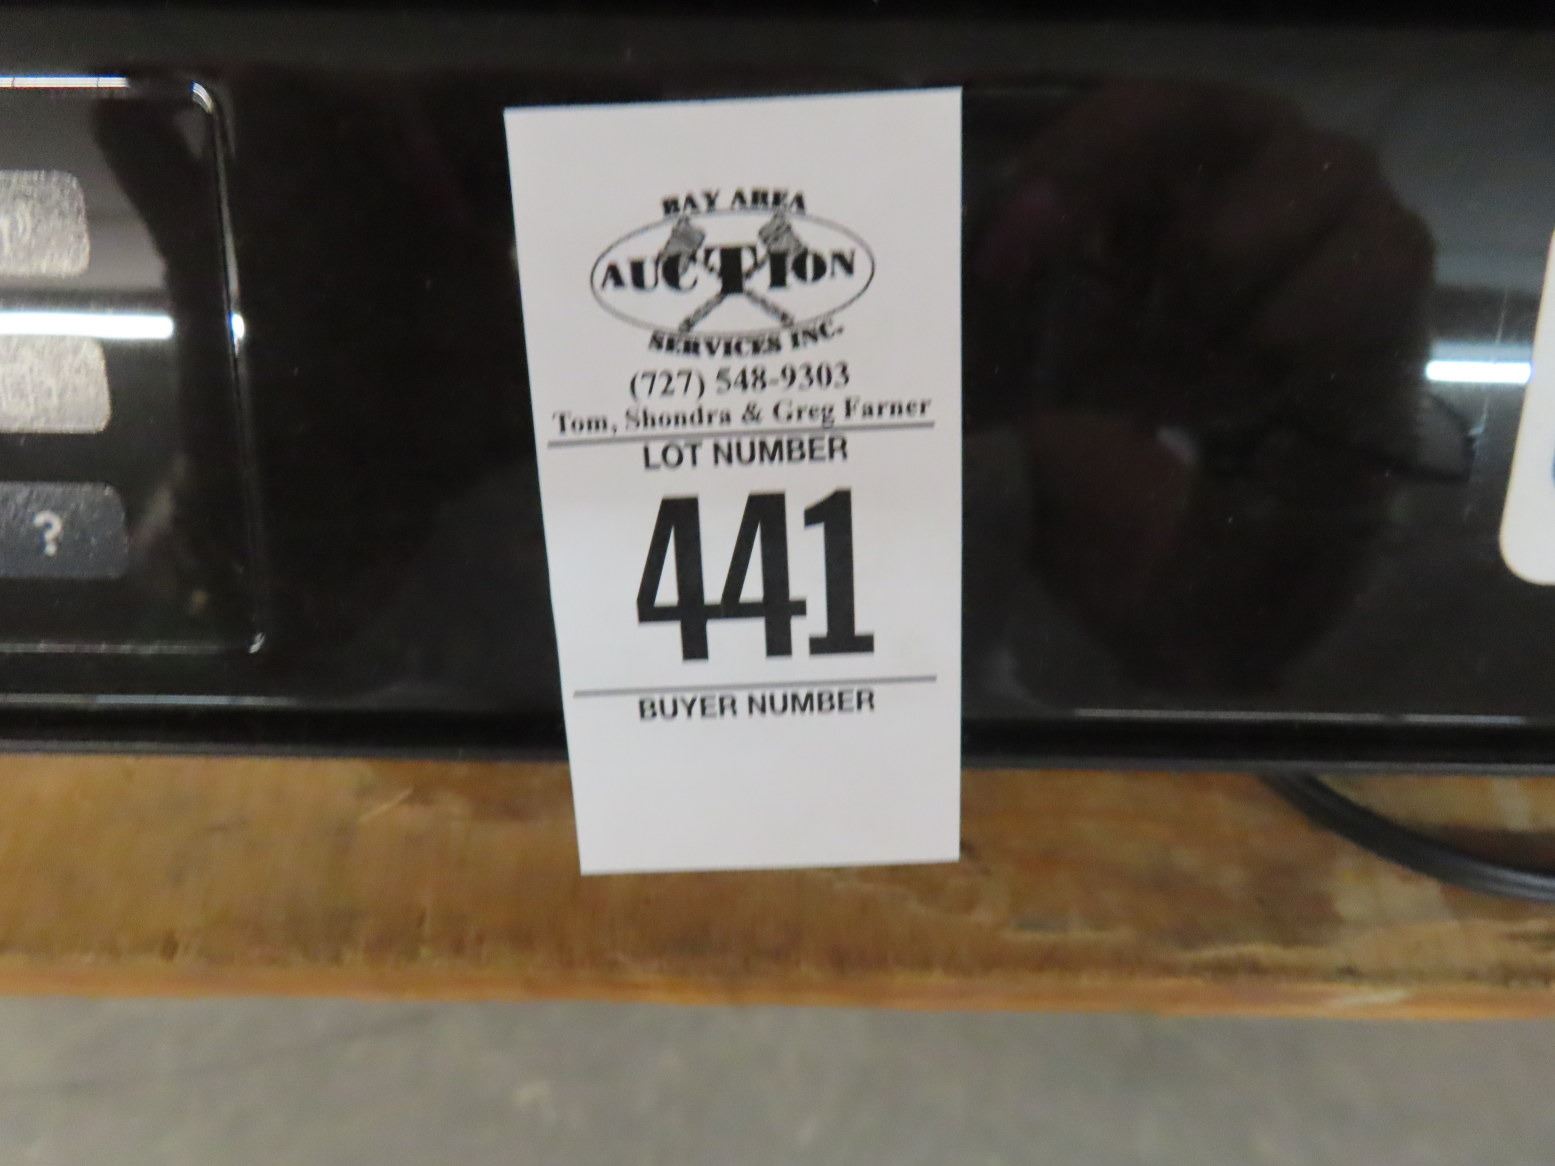 BAY AREA
AUCTION
SERVICES INC.
(727) 548-9303
Tom, Shondra & Greg Farner
LOT NUMBER
441
BUYER NUMBER
?